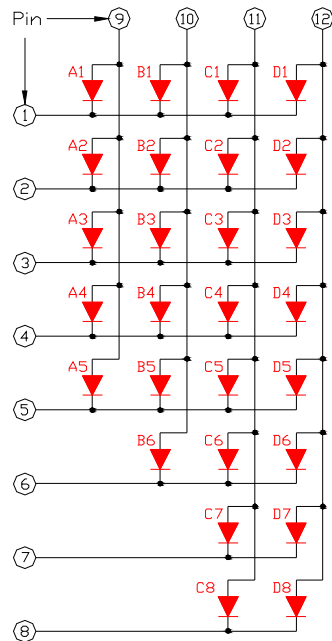 Pin 9 10 11 12
A1 B1 C1 D1
1
A2 B2 C2 D2
2
A3 B3 C3 D3
3
A4 B4 C4 D4
4
A5 B5 C5 D5
5
B6 C6 D6
6
C7 D7
7
C8 D8
8